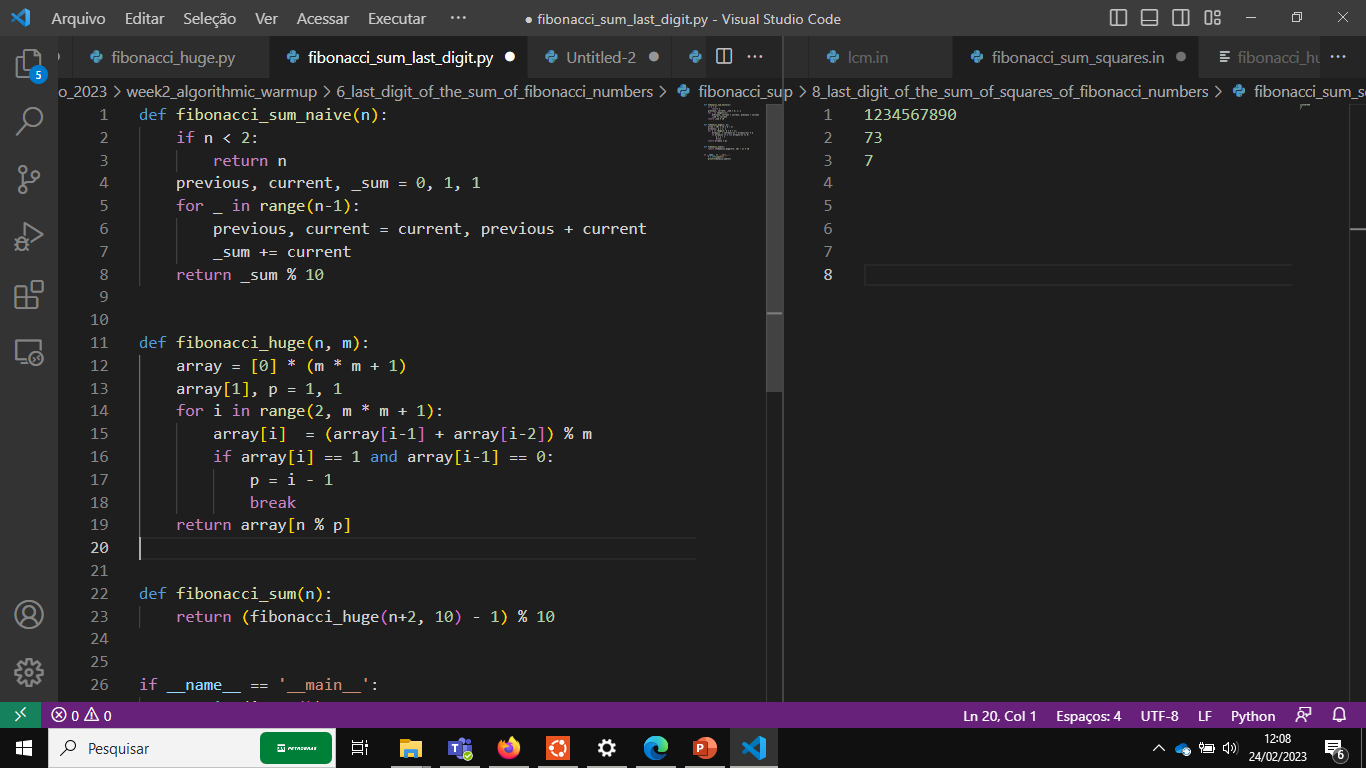 Arquivo Editar Seleção Ver Acessar Executar ··· ● fibonacci_sum_last_digit.py - Visual Studio Code
fibonacci_huge.py fibonacci_sum_last_digit.py ● Untitled-2 ● ··· lcm.in fibonacci_sum_squares.in ● fibonacci_hu ···
5
o_2023 > week2_algorithmic_warmup > 6_last_digit_of_the_sum_of_fibonacci_numbers > fibonacci_sup > 8_last_digit_of_the_sum_of_squares_of_fibonacci_numbers > fibonacci_sum_s
1 def fibonacci_sum_naive(n):
2     if n < 2:
3         return n
4     previous, current, _sum = 0, 1, 1
5     for _ in range(n-1):
6         previous, current = current, previous + current
7         _sum += current
8     return _sum % 10
9
10
11 def fibonacci_huge(n, m):
12     array = [0] * (m * m + 1)
13     array[1], p = 1, 1
14     for i in range(2, m * m + 1):
15         array[i]  = (array[i-1] + array[i-2]) % m
16         if array[i] == 1 and array[i-1] == 0:
17             p = i - 1
18             break
19     return array[n % p]
20
21
22 def fibonacci_sum(n):
23     return (fibonacci_huge(n+2, 10) - 1) % 10
24
25
26 if __name__ == '__main__':
1 1234567890
2 73
3 7
4
5
6
7
8
0 0 Ln 20, Col 1 Espaços: 4 UTF-8 LF Python
Pesquisar PETROBRAS
12:08
24/02/2023
6